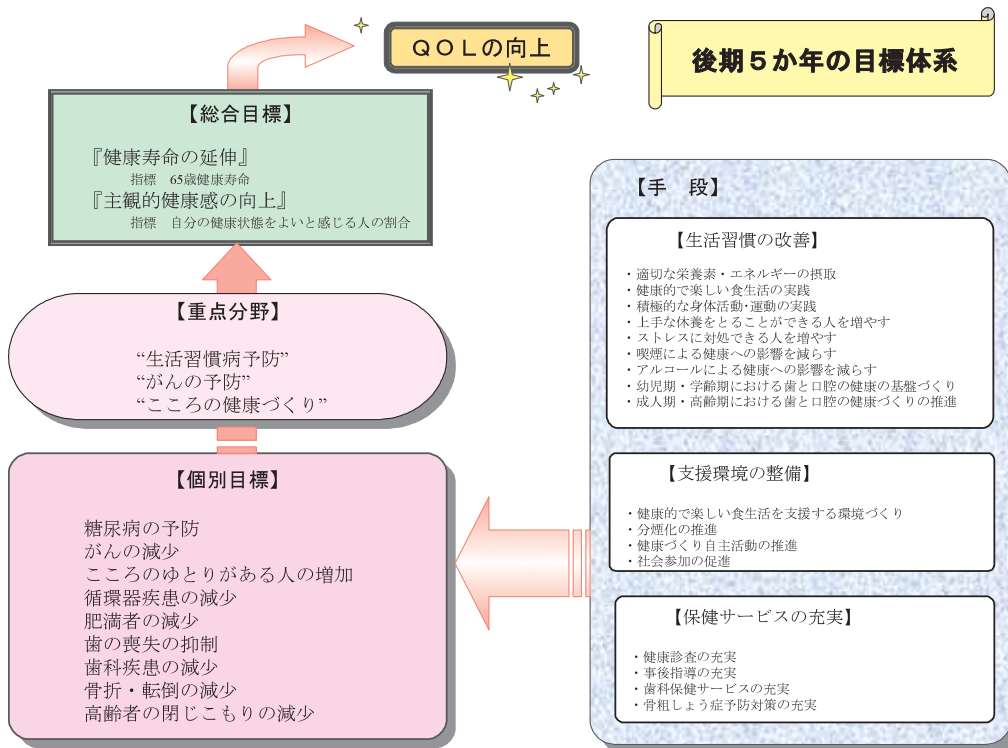 QOLの向上
後期5か年の目標体系
【総合目標】
『健康寿命の延伸』
指標　65歳健康寿命
『主観的健康感の向上』
指標　自分の健康状態をよいと感じる人の割合
【重点分野】
“生活習慣病予防”
“がんの予防”
“こころの健康づくり”
【個別目標】
糖尿病の予防
がんの減少
こころのゆとりがある人の増加
循環器疾患の減少
肥満者の減少
歯の喪失の抑制
歯科疾患の減少
骨折・転倒の減少
高齢者の閉じこもりの減少
【手　段】
【生活習慣の改善】
・適切な栄養素・エネルギーの摂取
・健康的で楽しい食生活の実践
・積極的な身体活動･運動の実践
・上手な休養をとることができる人を増やす
・ストレスに対処できる人を増やす
・喫煙による健康への影響を減らす
・アルコールによる健康への影響を減らす
・幼児期・学齢期における歯と口腔の健康の基盤づくり
・成人期・高齢期における歯と口腔の健康づくりの推進
【支援環境の整備】
・健康的で楽しい食生活を支援する環境づくり
・分煙化の推進
・健康づくり自主活動の推進
・社会参加の促進
【保健サービスの充実】
・健康診査の充実
・事後指導の充実
・歯科保健サービスの充実
・骨粗しょう症予防対策の充実